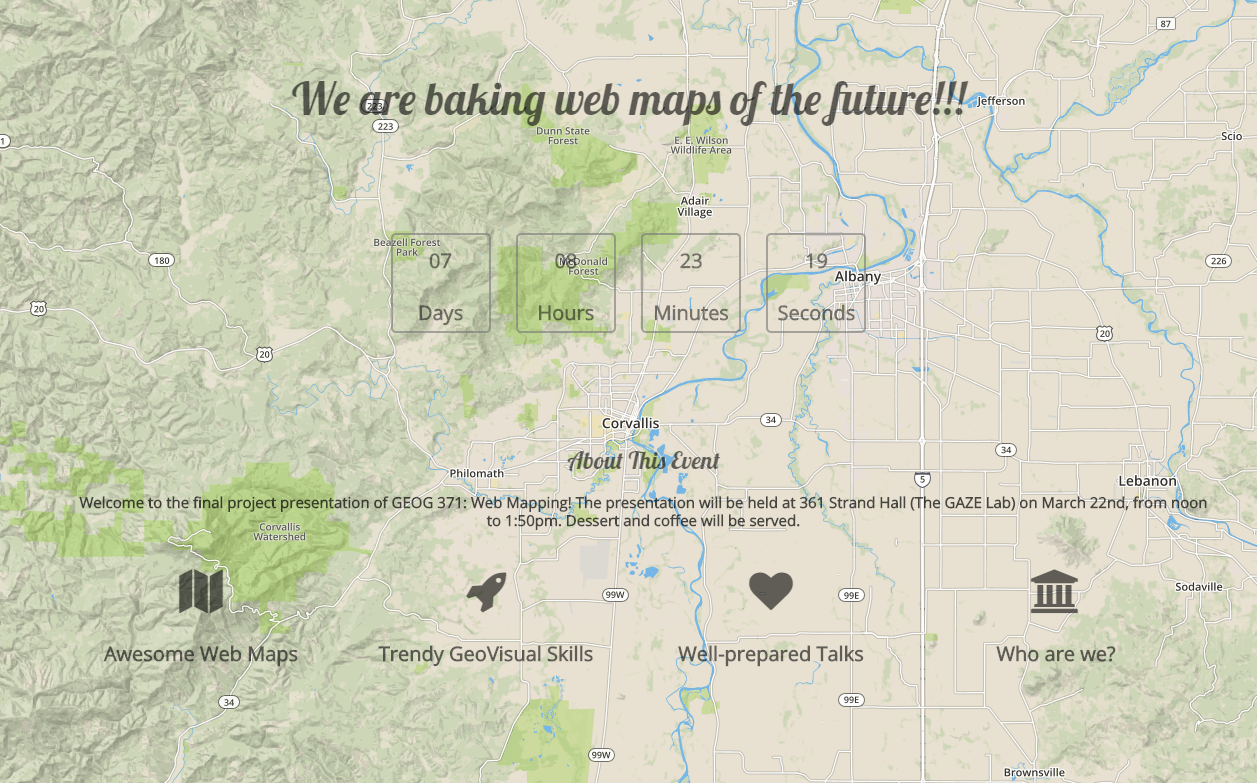 87
We are baking web maps of the future!!!
223
Jefferson
223
Dunn State
Forest
Scio
E. E. Wilson
Wildlife Area
1
Adair
Village
Beazell Forest
Park
07
Days
08
Hours
McDonald
Forest
23
Minutes
19
Seconds
180
226
Albany
20
20
20
Corvallis
34
34
About This Event
Philomath
5
Lebanon
Welcome to the final project presentation of GEOG 371: Web Mapping! The presentation will be held at 361 Strand Hall (The GAZE Lab) on March 22nd, from noon
to 1:50pm. Dessert and coffee will be served.
Corvallis
Watershed
99W
99E
Sodaville
Awesome Web Maps
Trendy GeoVisual Skills
Well-prepared Talks
Who are we?
34
99E
99W
Brownsville